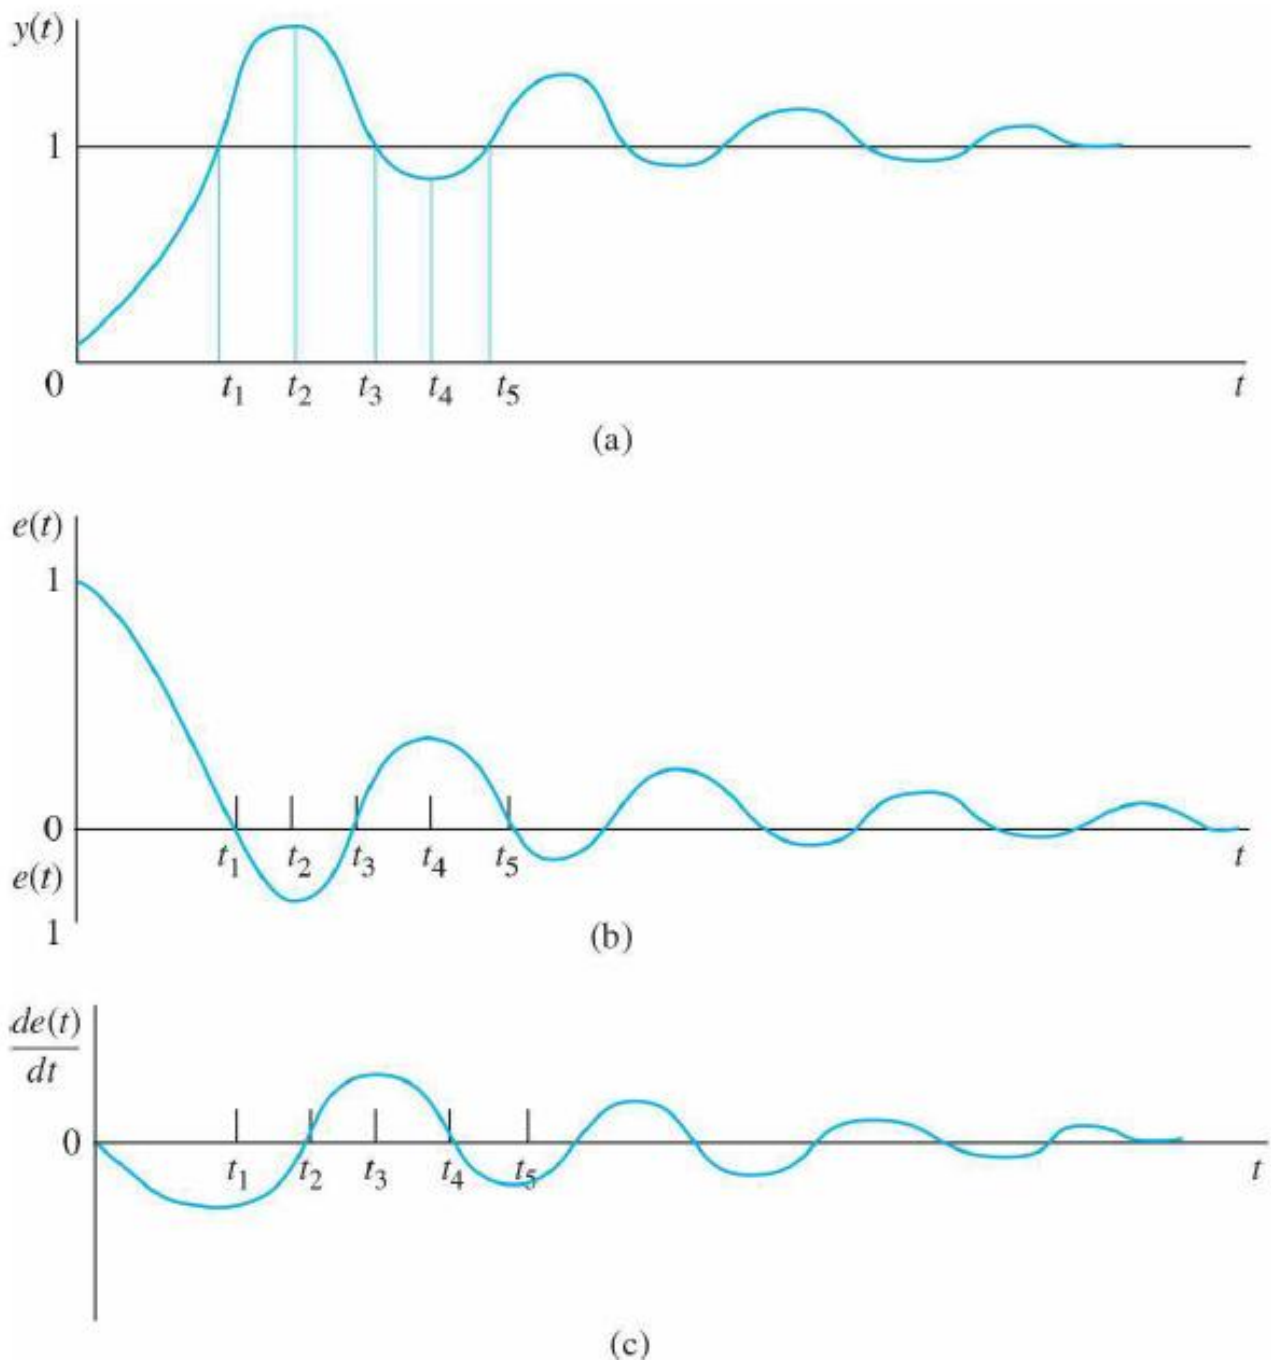 y(t)
1
0 t₁ t₂ t₃ t₄ t₅ t
(a)
e(t)
1
0
t₁ t₂ t₃ t₄ t₅ t
e(t)
1
(b)
de(t)
dt
0
t₁ t₂ t₃ t₄ t₅ t
(c)